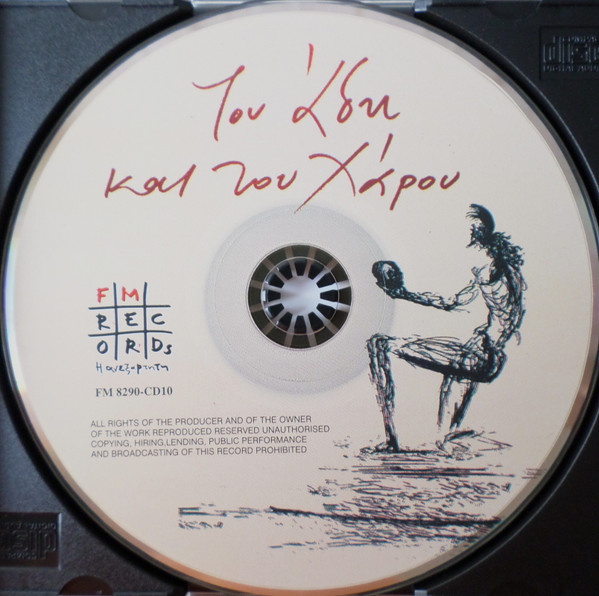 Του Άδη
και του Χάρου
FM
REC
ORDs
Η ανεξάρτητη
FM 8290-CD10
ALL RIGHTS OF THE PRODUCER AND OF THE OWNER
OF THE WORK REPRODUCED RESERVED UNAUTHORISED
COPYING, HIRING,LENDING, PUBLIC PERFORMANCE
AND BROADCASTING OF THIS RECORD PROHIBITED